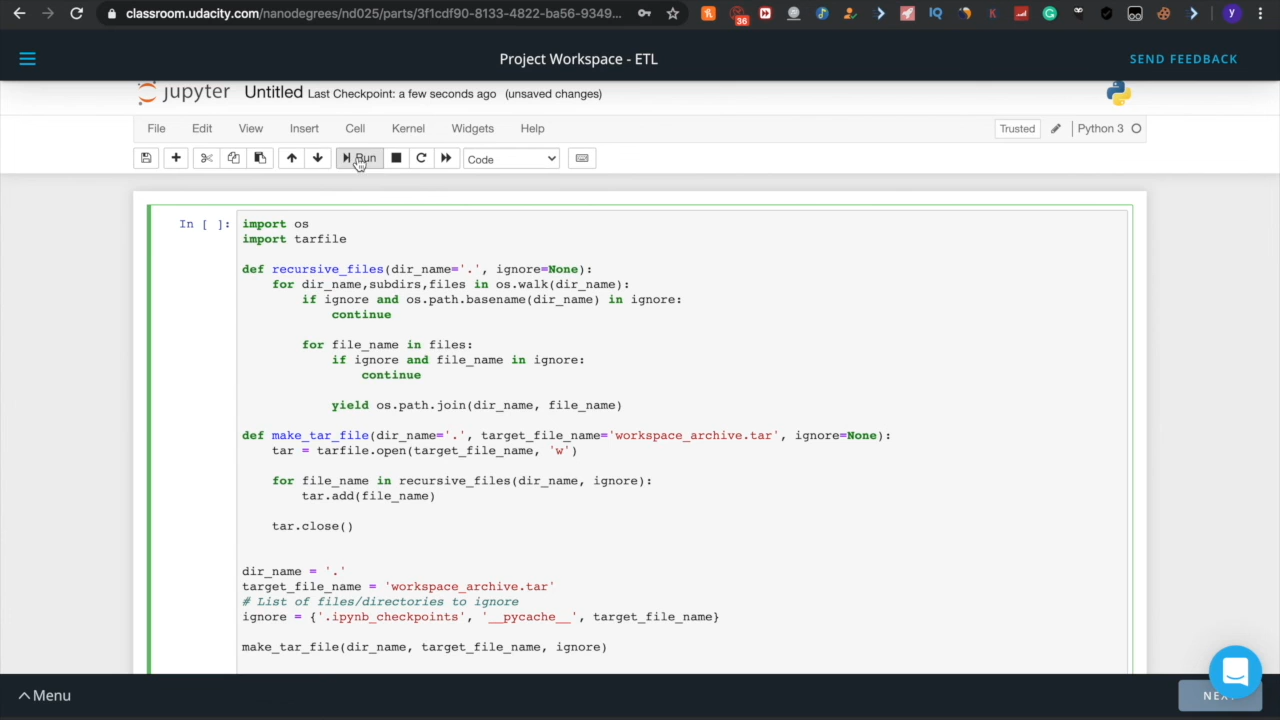 classroom.udacity.com/nanodegrees/nd025/parts/3f1cdf90-8133-4822-ba56-9349...
36
IQ
K
y
Project Workspace - ETL
SEND FEEDBACK
jupyter Untitled Last Checkpoint: a few seconds ago (unsaved changes)
File Edit View Insert Cell Kernel Widgets Help Trusted Python 3
Run Code
In [ ]: import os
import tarfile
def recursive_files(dir_name='.', ignore=None):
for dir_name,subdirs,files in os.walk(dir_name):
if ignore and os.path.basename(dir_name) in ignore:
continue
for file_name in files:
if ignore and file_name in ignore:
continue
yield os.path.join(dir_name, file_name)
def make_tar_file(dir_name='.', target_file_name='workspace_archive.tar', ignore=None):
tar = tarfile.open(target_file_name, 'w')
for file_name in recursive_files(dir_name, ignore):
tar.add(file_name)
tar.close()
dir_name = '.'
target_file_name = 'workspace_archive.tar'
# List of files/directories to ignore
ignore = {'.ipynb_checkpoints', '__pycache__', target_file_name}
make_tar_file(dir_name, target_file_name, ignore)
Menu
NEXT